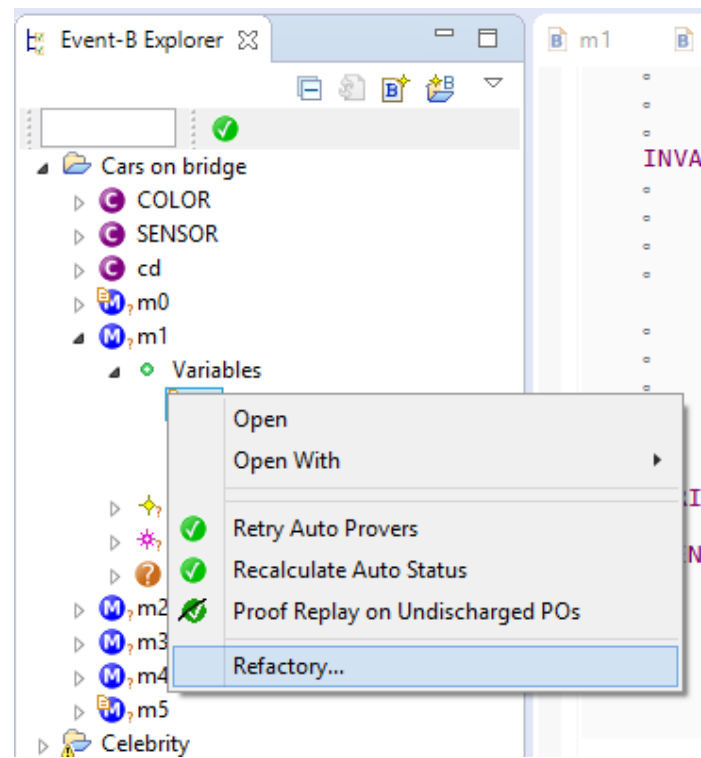 Event-B Explorer
m1
Cars on bridge
COLOR
SENSOR
cd
m0
m1
Variables
INVA
Open
Open With
Retry Auto Provers
Recalculate Auto Status
Proof Replay on Undischarged POs
Refactory...
RI
N
m2
m3
m4
m5
Celebrity